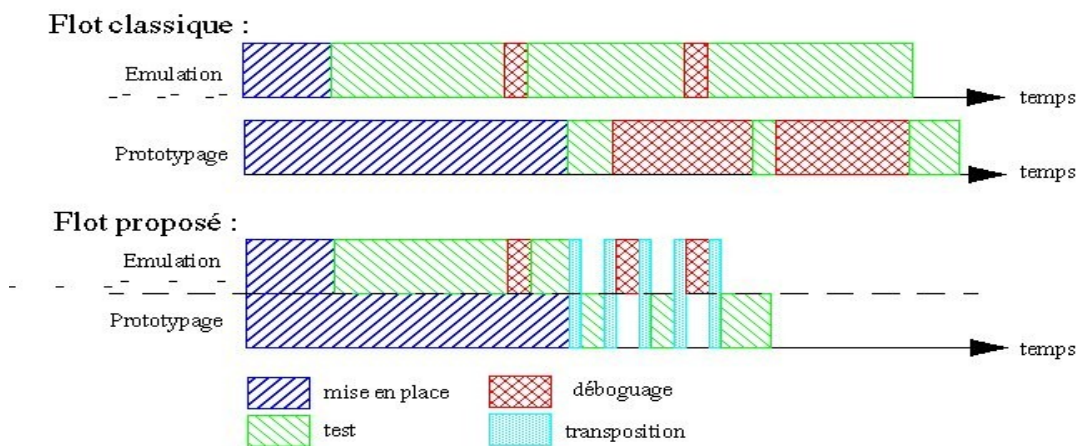 Flot classique :
Emulation
temps
Prototypage
temps
Flot proposé :
Emulation
Prototypage
temps
mise en place
déboguage
test
transposition